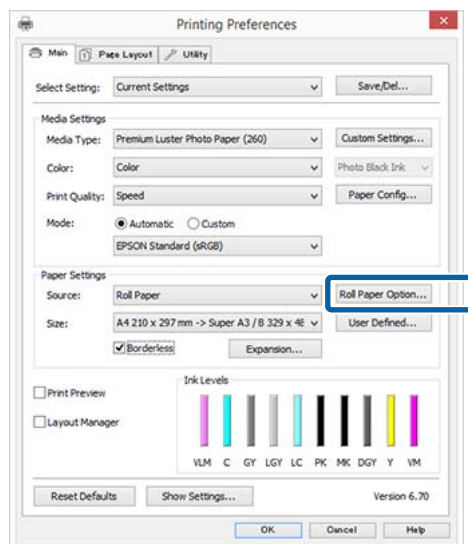 Printing Preferences
Main Page Layout Utility
Select Setting: Current Settings Save/Del...
Media Settings
Media Type: Premium Luster Photo Paper (260) Custom Settings...
Color: Color Photo Black Ink
Print Quality: Speed Paper Config...
Mode: Automatic Custom
EPSON Standard (sRGB)
Paper Settings
Source: Roll Paper Roll Paper Option...
Size: A4 210 x 297 mm -> Super A3 / B 329 x 48 User Defined...
Borderless Expansion...
Print Preview
Layout Manager
Ink Levels
VLM C GY LGY LC PK MK DGY Y VM
Reset Defaults Show Settings... Version 6.70
OK Cancel Help